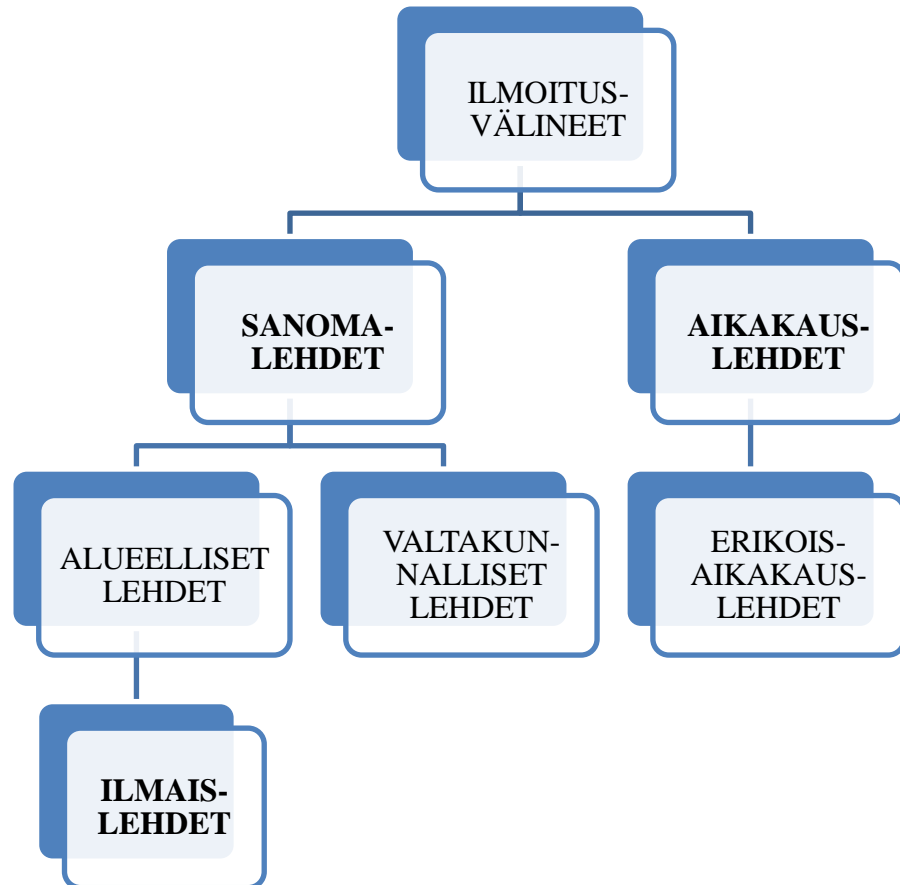 ILMOITUS-
VÄLINEET
SANOMA-
LEHDET
AIKAKAUS-
LEHDET
ALUEELLISET
LEHDET
VALTAKUN-
NALLISET
LEHDET
ERIKOIS-
AIKAKAUS-
LEHDET
ILMAIS-
LEHDET